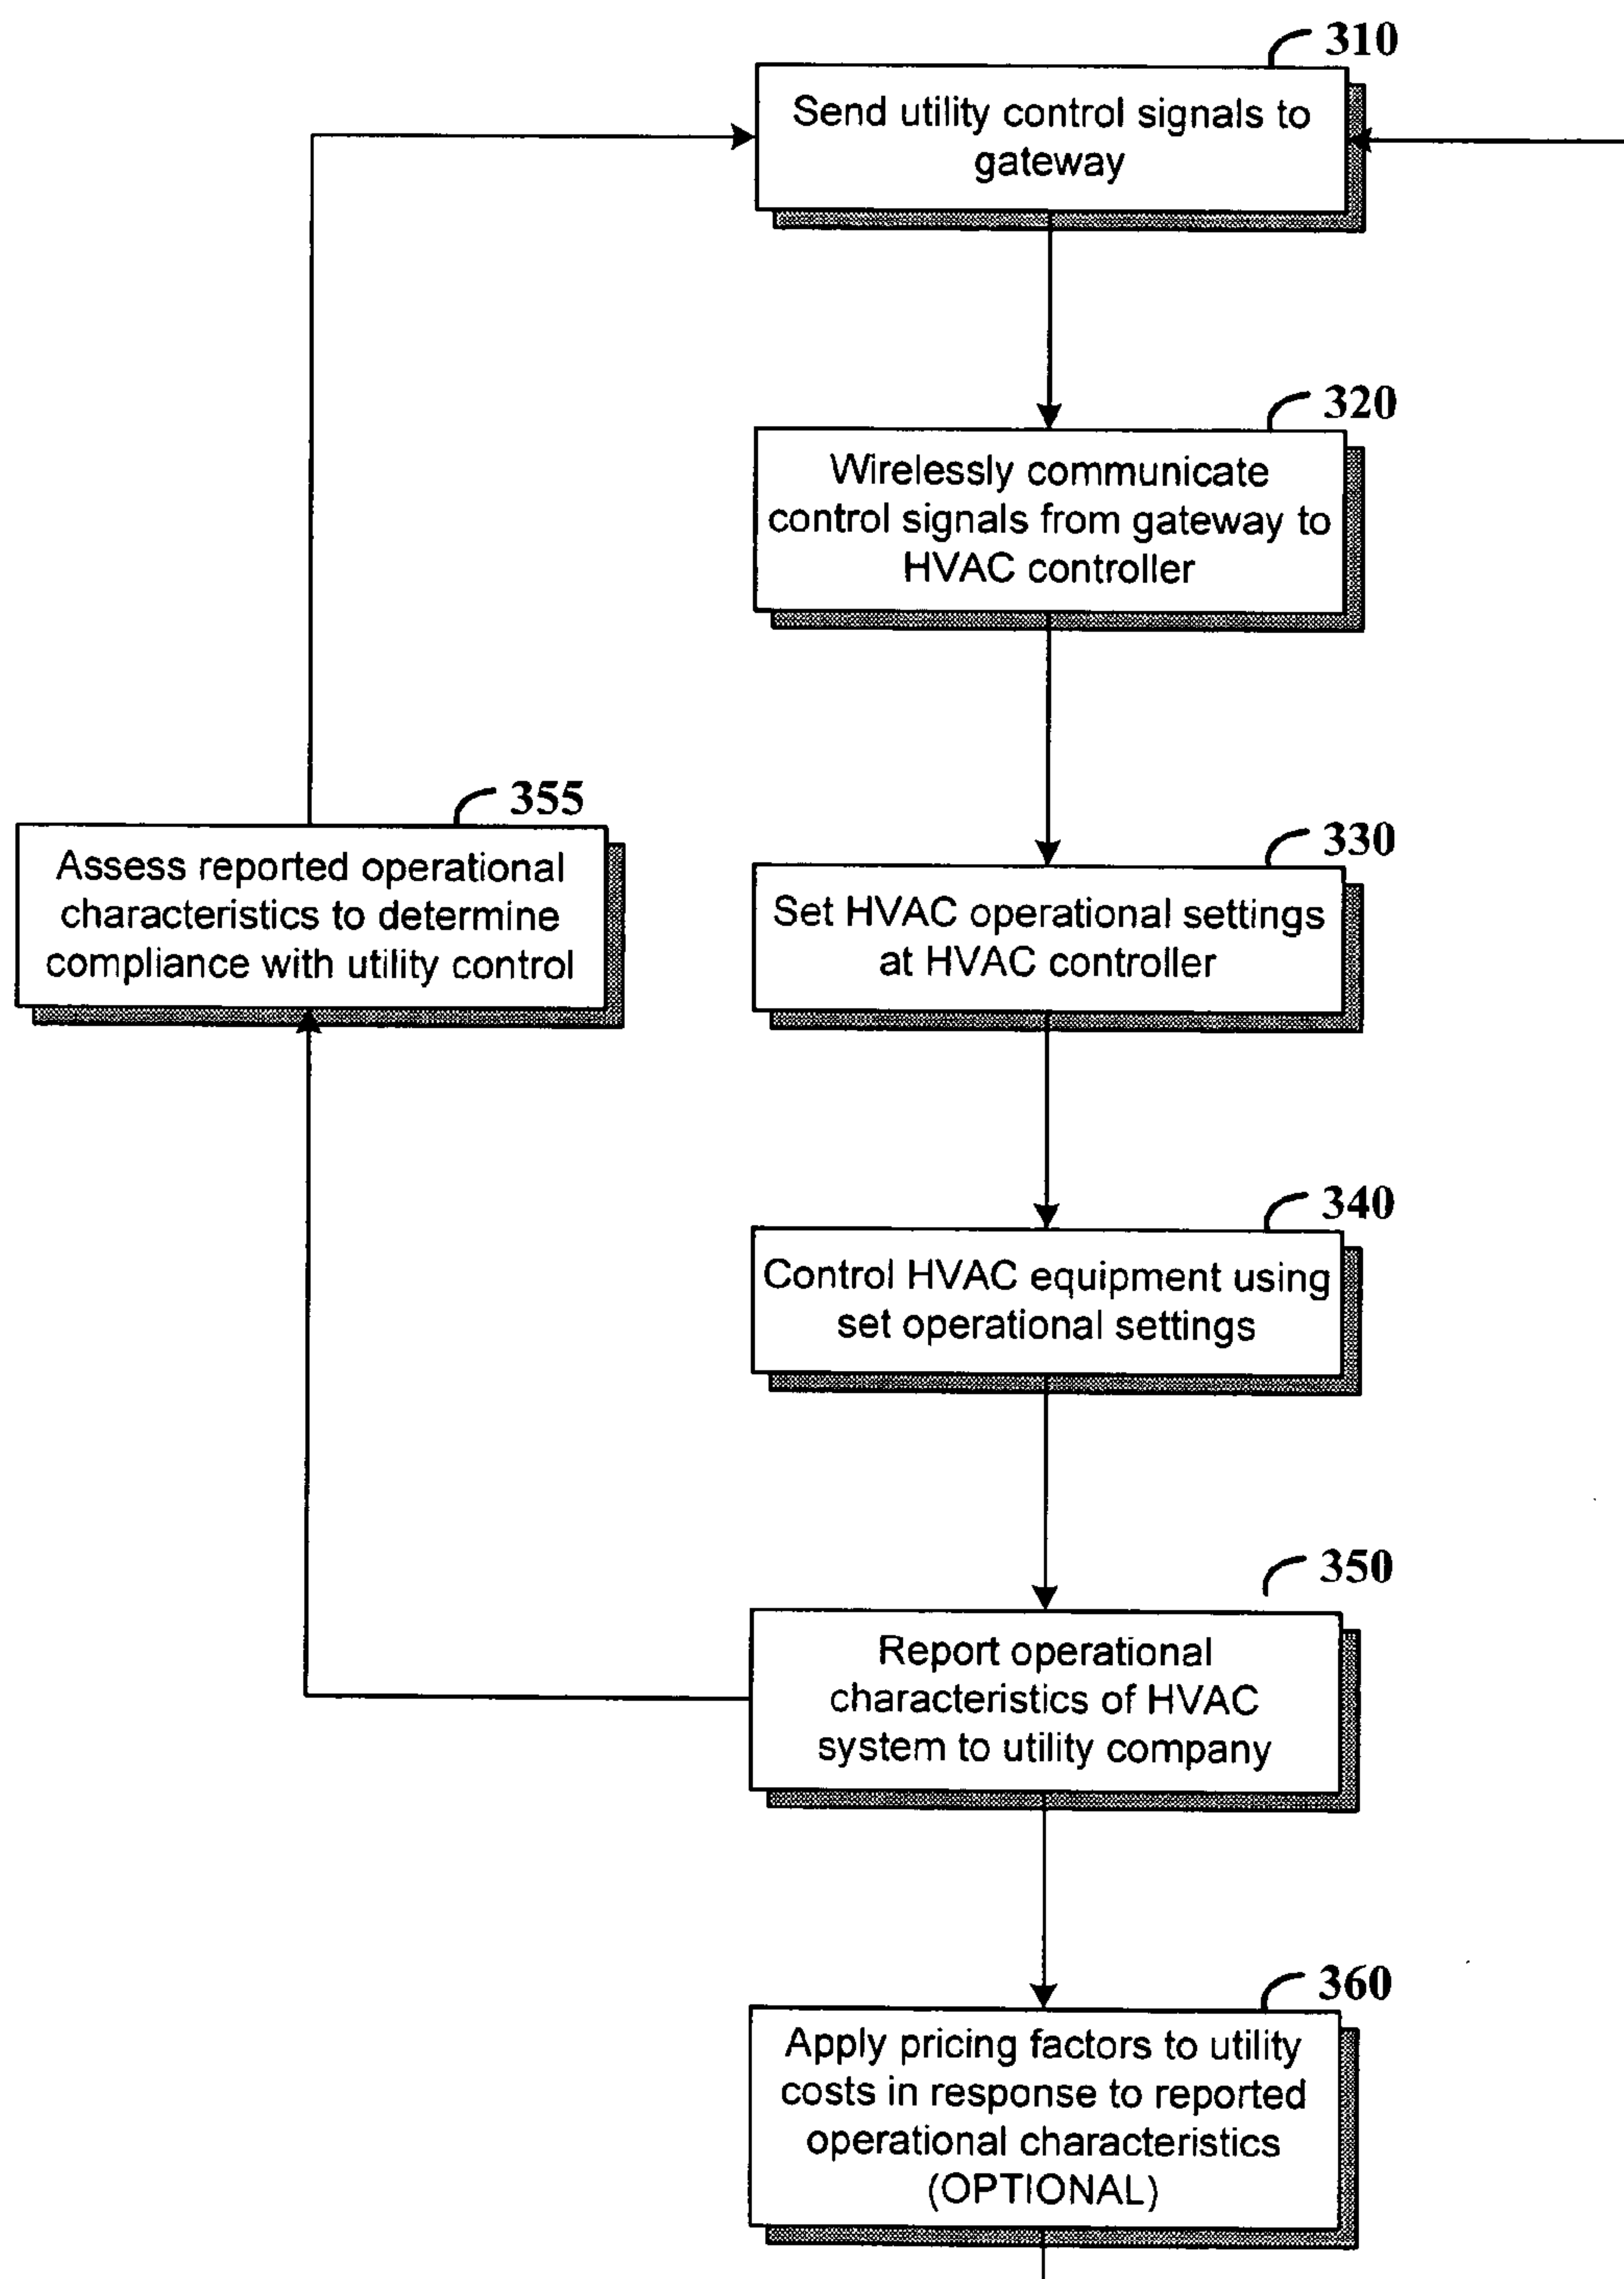 310
Send utility control signals to
gateway
320
Wirelessly communicate
control signals from gateway to
HVAC controller
355
Assess reported operational
characteristics to determine
compliance with utility control
330
Set HVAC operational settings
at HVAC controller
340
Control HVAC equipment using
set operational settings
350
Report operational
characteristics of HVAC
system to utility company
360
Apply pricing factors to utility
costs in response to reported
operational characteristics
(OPTIONAL)